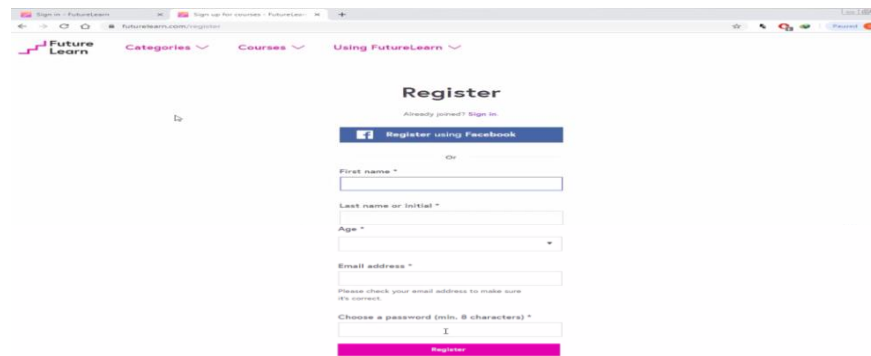 Sign in - FutureLearn
Sign up for courses - FutureLearn
futurelearn.com/register
Paused
Future
Learn
Categories
Courses
Using FutureLearn
Register
Already joined? Sign in.
Register using Facebook
Or
First name *
Last name or initial *
Age *
Email address *
Please check your email address to make sure
it's correct.
Choose a password (min. 8 characters) *
Register